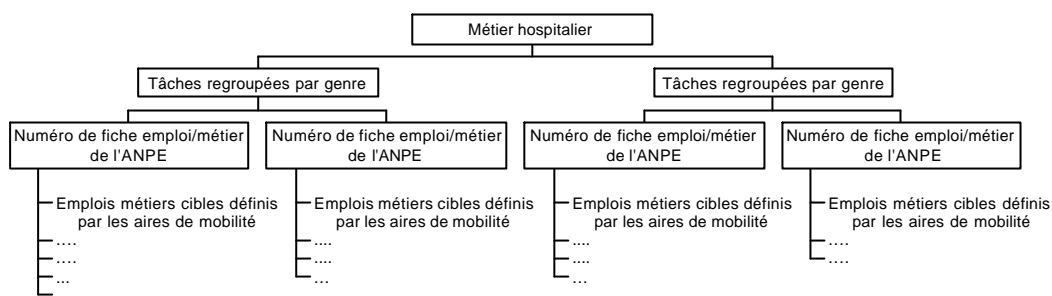 Métier hospitalier
Tâches regroupées par genre
Tâches regroupées par genre
Numéro de fiche emploi/métier
de l'ANPE
Numéro de fiche emploi/métier
de l'ANPE
Numéro de fiche emploi/métier
de l'ANPE
Numéro de fiche emploi/métier
de l'ANPE
Emplois métiers cibles définis
par les aires de mobilité
....
....
...
Emplois métiers cibles définis
par les aires de mobilité
....
....
...
Emplois métiers cibles définis
par les aires de mobilité
....
....
...
Emplois métiers cibles définis
par les aires de mobilité
....
....